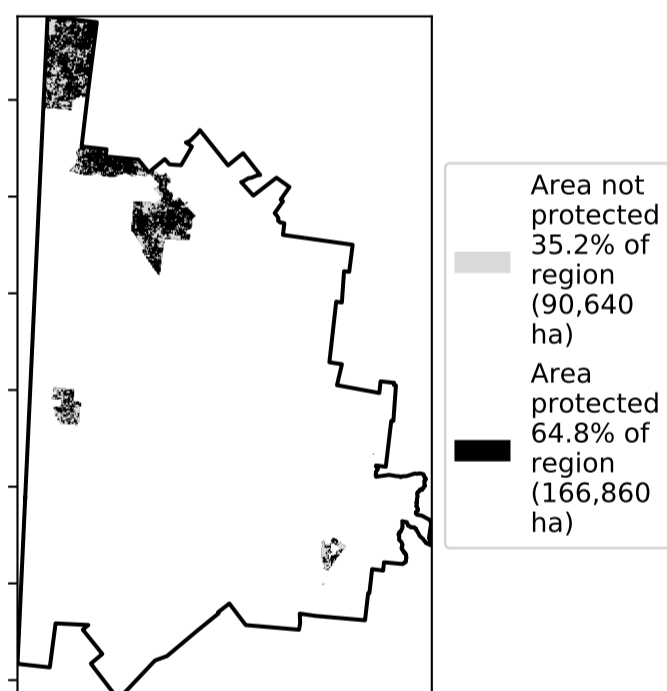 Area not
protected
35.2% of
region
(90,640
ha)
Area
protected
64.8% of
region
(166,860
ha)